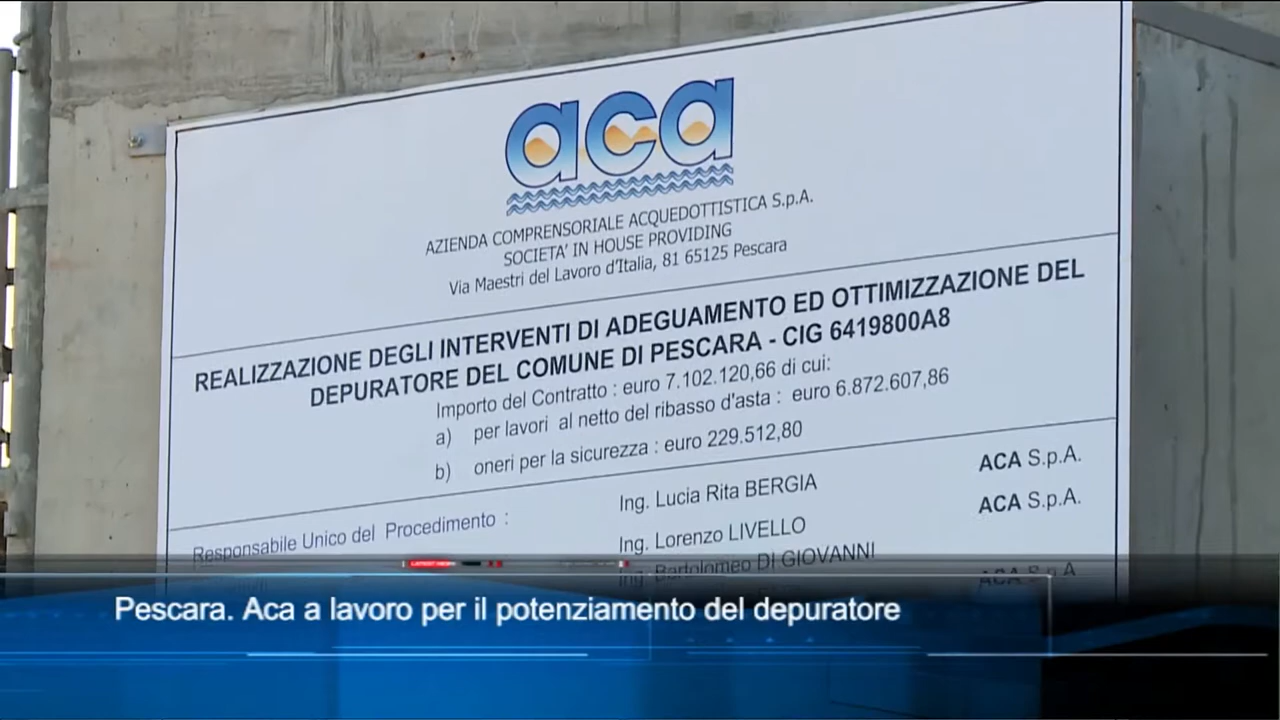 aca
AZIENDA COMPRENSORIALE ACQUEDOTTISTICA S.p.A.
SOCIETA' IN HOUSE PROVIDING
Via Maestri del Lavoro d'Italia, 81 65125 Pescara
REALIZZAZIONE DEGLI INTERVENTI DI ADEGUAMENTO ED OTTIMIZZAZIONE DEL
DEPURATORE DEL COMUNE DI PESCARA - CIG 6419800A8
Importo del Contratto : euro 7.102.120,66 di cui:
a) per lavori al netto del ribasso d'asta : euro 6.872.607,86
b) oneri per la sicurezza : euro 229.512,80
Responsabile Unico del Procedimento : Ing. Lucia Rita BERGIA ACA S.p.A.
Ing. Lorenzo LIVELLO ACA S.p.A.
Ing. Bartolomeo DI GIOVANNI ACA S.p.A.
LATEST NEWS
Pescara. Aca a lavoro per il potenziamento del depuratore